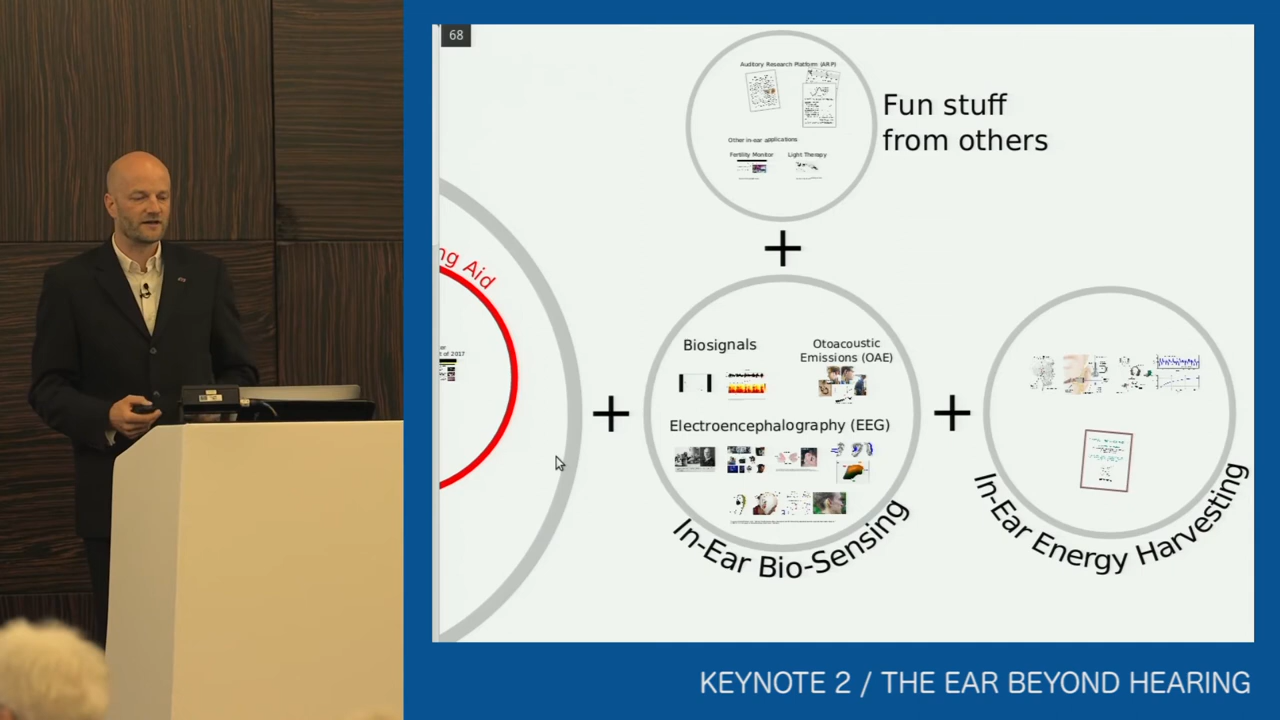 68
Auditory Research Platform (ARP)
Fun stuff
from others
Other in-ear applications
Fertility Monitor
Light Therapy
ng Aid
t of 2017
Biosignals
Otoacoustic
Emissions (OAE)
Electroencephalography (EEG)
In-Ear Bio-Sensing
In-Ear Energy Harvesting
KEYNOTE 2 / THE EAR BEYOND HEARING